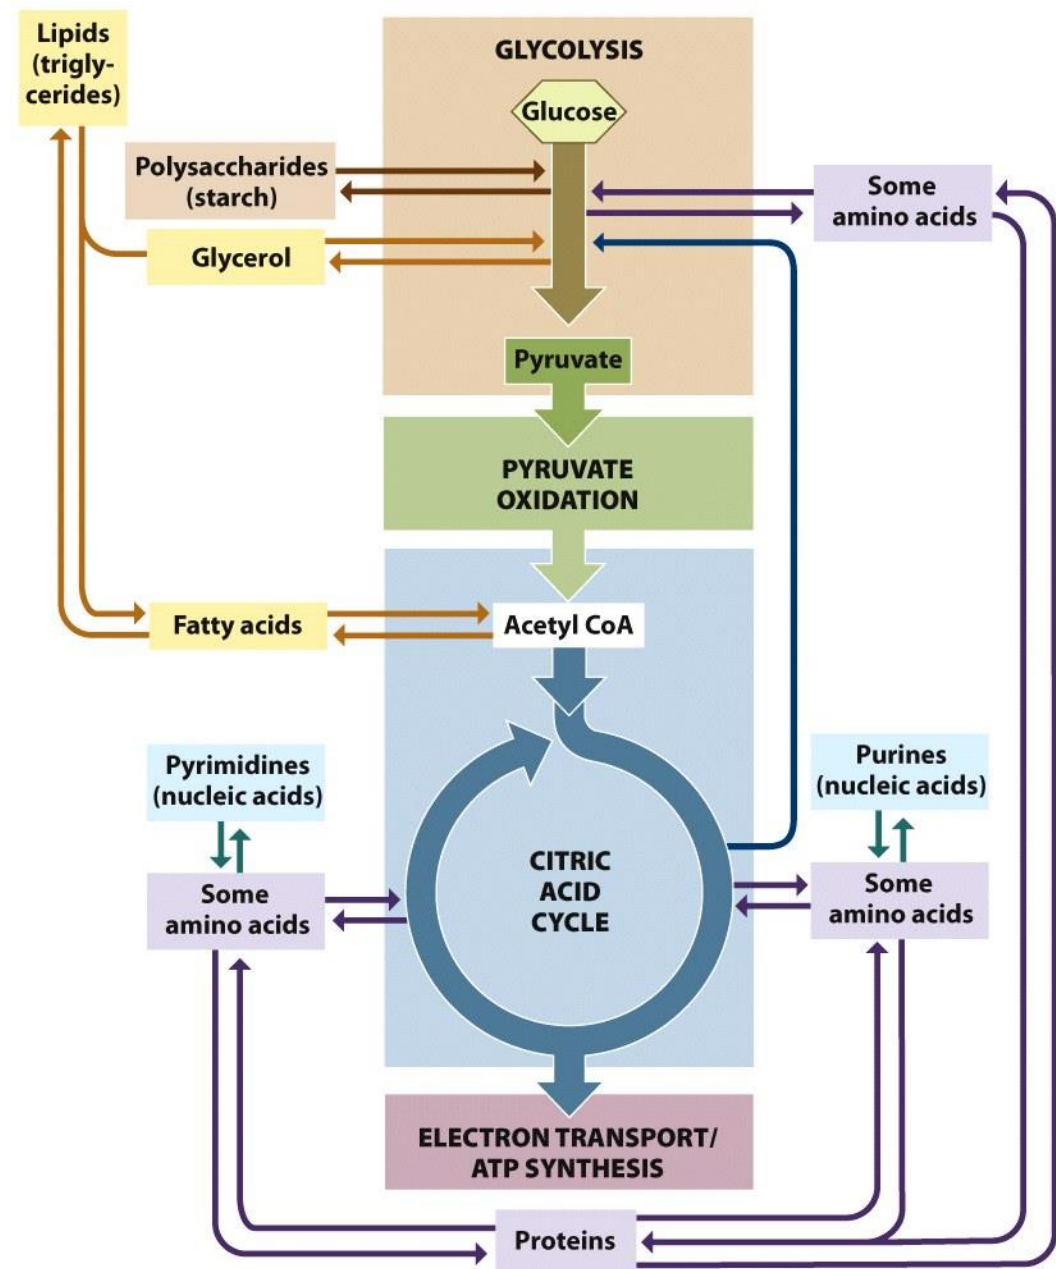 Lipids
(trigly-
cerides)
GLYCOLYSIS
Glucose
Polysaccharides
(starch)
Some
amino acids
Glycerol
Pyruvate
PYRUVATE
OXIDATION
Fatty acids
Acetyl CoA
Pyrimidines
(nucleic acids)
Purines
(nucleic acids)
Some
amino acids
CITRIC
ACID
CYCLE
Some
amino acids
ELECTRON TRANSPORT/
ATP SYNTHESIS
Proteins